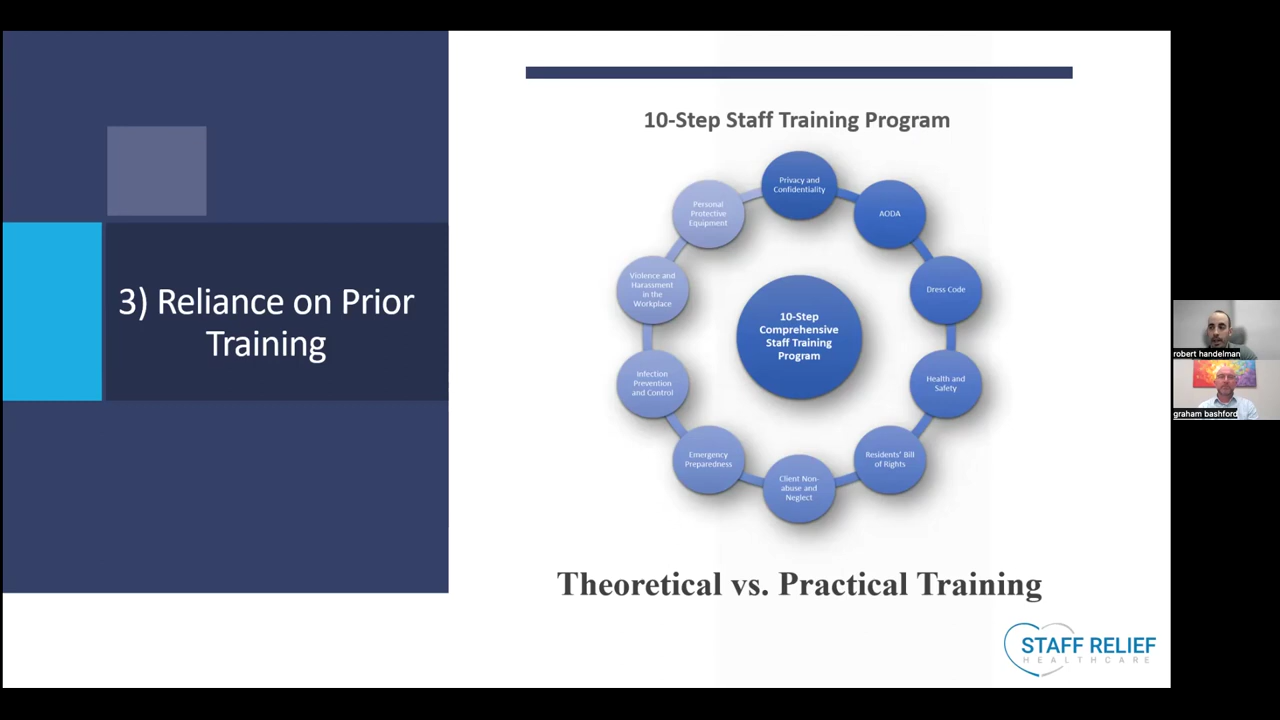 3) Reliance on Prior
Training
10-Step Staff Training Program
Privacy and
Confidentiality
AODA
Dress Code
Health and
Safety
Residents' Bill
of Rights
Client Non-
abuse and
Neglect
Emergency
Preparedness
Infection
Prevention
and Control
Violence and
Harassment
in the
Workplace
Personal
Protective
Equipment
10-Step
Comprehensive
Staff Training
Program
Theoretical vs. Practical Training
STAFF RELIEF
HEALTHCARE
robert handelman
graham bashford